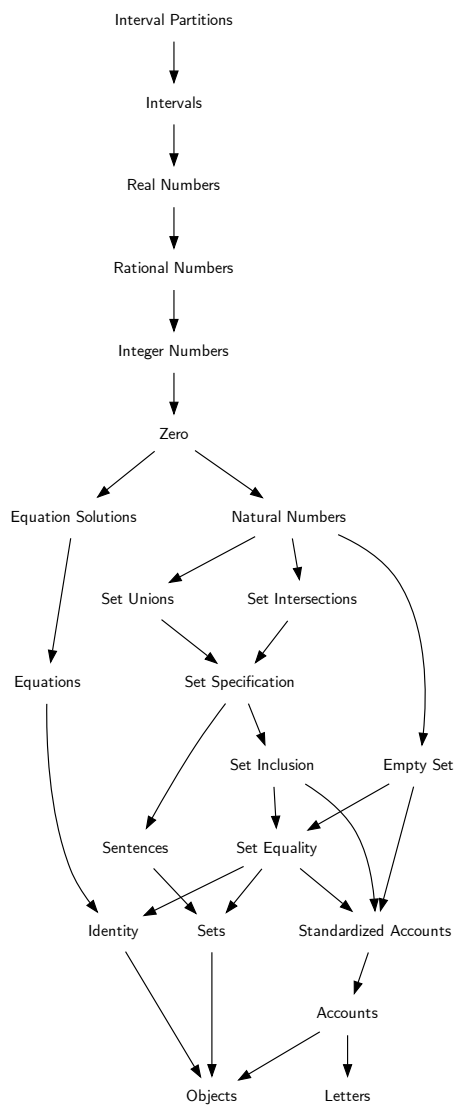 Interval Partitions
Intervals
Real Numbers
Rational Numbers
Integer Numbers
Zero
Equation Solutions
Natural Numbers
Set Unions
Set Intersections
Equations
Set Specification
Set Inclusion
Empty Set
Sentences
Set Equality
Identity
Sets
Standardized Accounts
Accounts
Objects
Letters